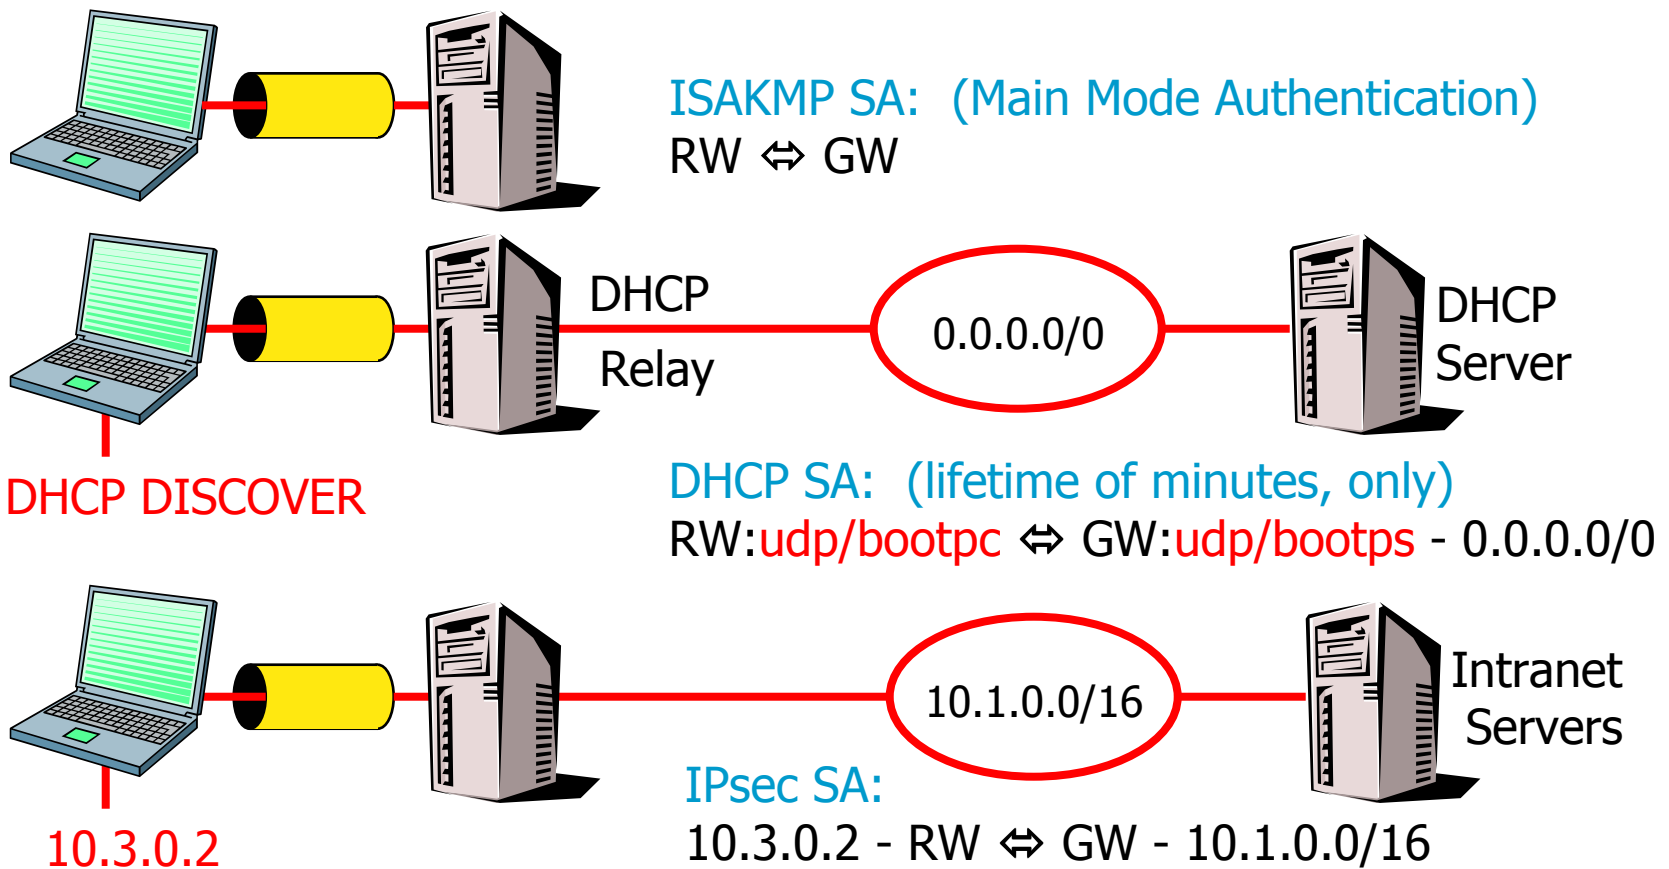 ISAKMP SA: (Main Mode Authentication)
RW ⇔ GW
DHCP
Relay
0.0.0.0/0
DHCP
Server
DHCP DISCOVER
DHCP SA: (lifetime of minutes, only)
RW:udp/bootpc ⇔ GW:udp/bootps - 0.0.0.0/0
10.1.0.0/16
Intranet
Servers
IPsec SA:
10.3.0.2 - RW ⇔ GW - 10.1.0.0/16
10.3.0.2